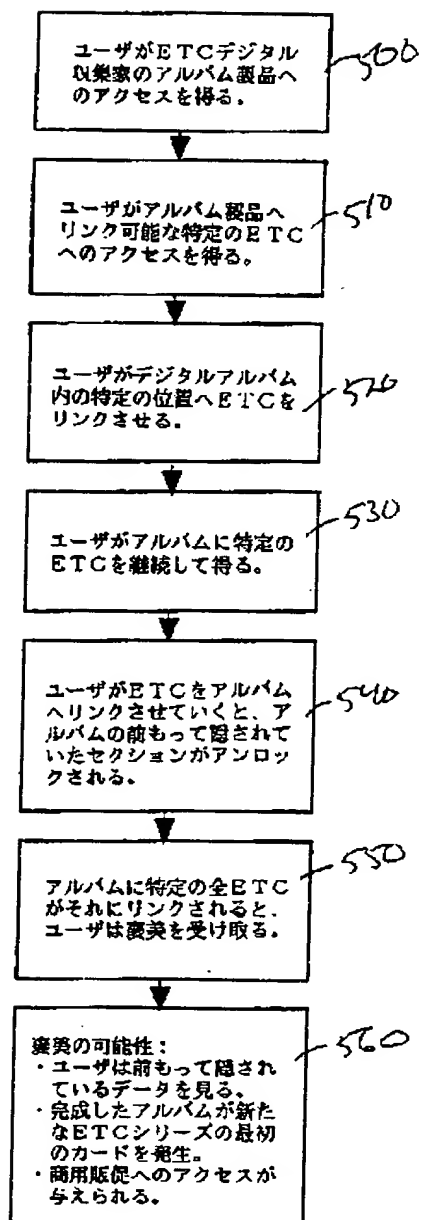 ユーザがETCデジタル
収集家のアルバム製品へ
のアクセスを得る。
500
ユーザがアルバム製品へ
リンク可能な特定のETC
へのアクセスを得る。
510
ユーザがデジタルアルバム
内の特定の位置へETCを
リンクさせる。
520
ユーザがアルバムに特定の
ETCを継続して得る。
530
ユーザがETCをアルバム
へリンクさせていくと、ア
ルバムの前もって隠されて
いたセクションがアンロッ
クされる。
540
アルバムに特定の全ETC
がそれにリンクされると、
ユーザは褒美を受け取る。
550
褒美の可能性：
・ユーザは前もって隠され
ているデータを見る。
・完成したアルバムが新た
なETCシリーズの最初
のカードを発生。
・商用販促へのアクセスが
与えられる。
560